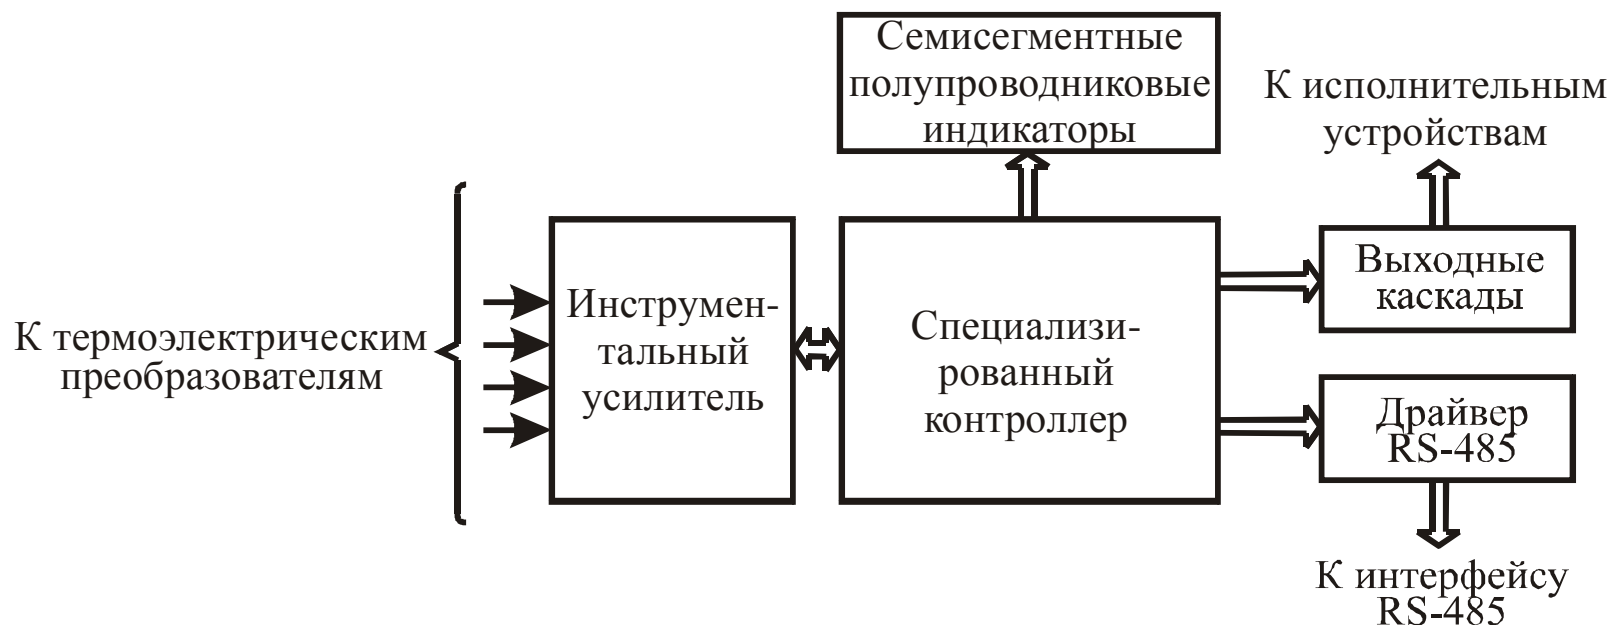 Семисегментные
полупроводниковые
индикаторы
К исполнительным
устройствам
К термоэлектрическим
преобразователям
Инструмен-
тальный
усилитель
Специализи-
рованный
контроллер
Выходные
каскады
Драйвер
RS-485
К интерфейсу
RS-485